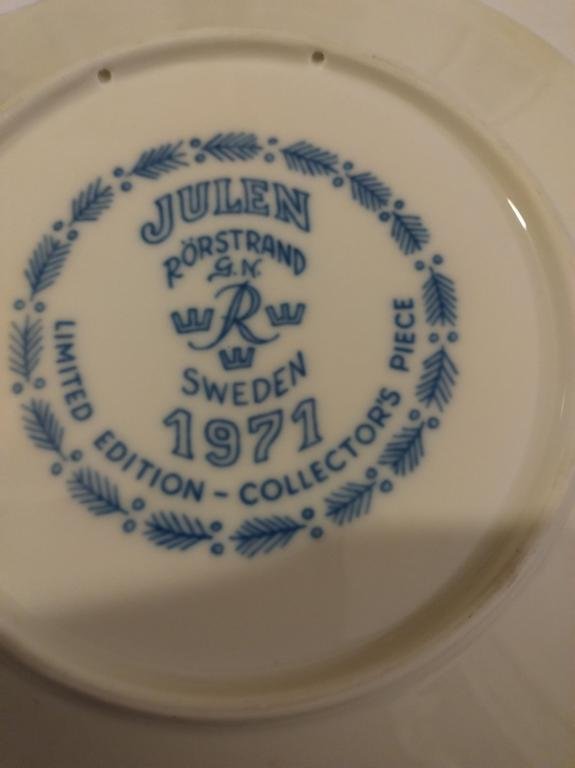 JULEN
RÖRSTRAND
G.N.
R
SWEDEN
1971
LIMITED EDITION - COLLECTOR'S PIECE